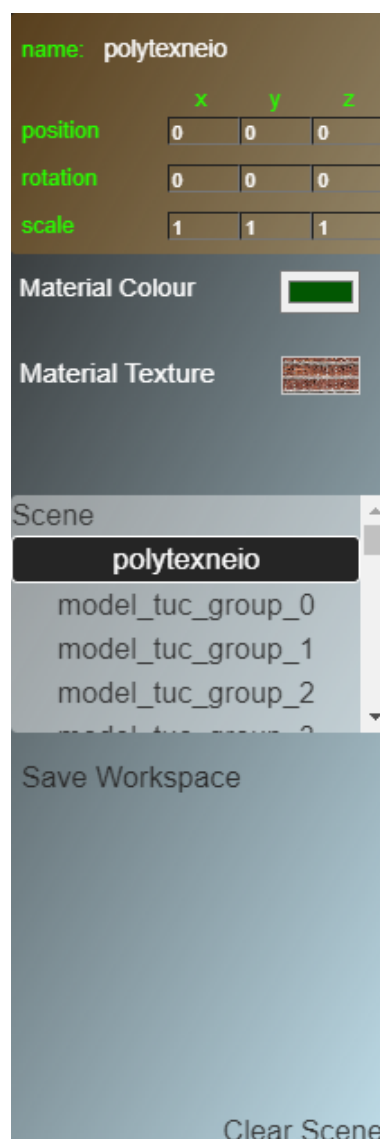 name: polytexneio
x y z
position 0 0 0
rotation 0 0 0
scale 1 1 1
Material Colour
Material Texture
Scene
polytexneio
model_tuc_group_0
model_tuc_group_1
model_tuc_group_2
Save Workspace
Clear Scene